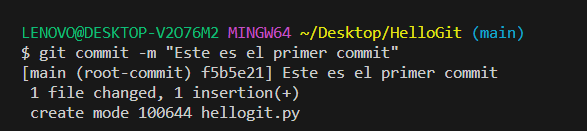 LENOVO@DESKTOP-V2O76M2 MINGW64 ~/Desktop/HelloGit (main)
$ git commit -m "Este es el primer commit"
[main (root-commit) f5b5e21] Este es el primer commit
 1 file changed, 1 insertion(+)
 create mode 100644 hellogit.py